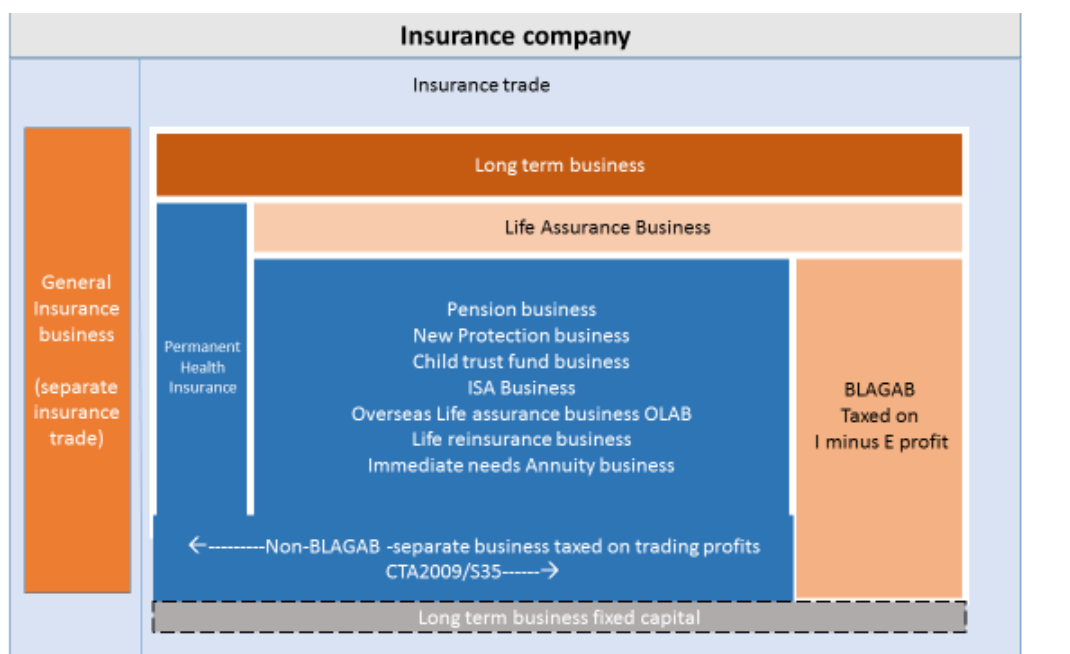 Insurance company
Insurance trade
Long term business
Life Assurance Business
General
Insurance
business
(separate
insurance
trade)
Permanent
Health
Insurance
Pension business
New Protection business
Child trust fund business
ISA Business
Overseas Life assurance business OLAB
Life reinsurance business
Immediate needs Annuity business
BLAGAB
Taxed on
I minus E profit
←---------Non-BLAGAB -separate business taxed on trading profits
CTA2009/S35------→
Long term business fixed capital